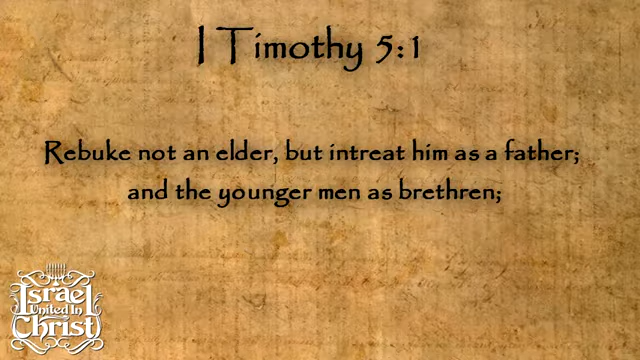 I Timothy 5:1
Rebuke not an elder, but intreat him as a father;
and the younger men as brethren;
Israel
United In
Christ